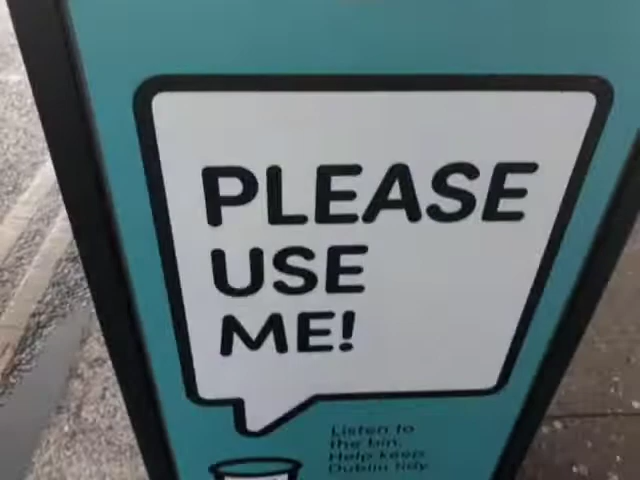 PLEASE
USE
ME!
Listen to
the bin.
Help keep
Dublin tidy